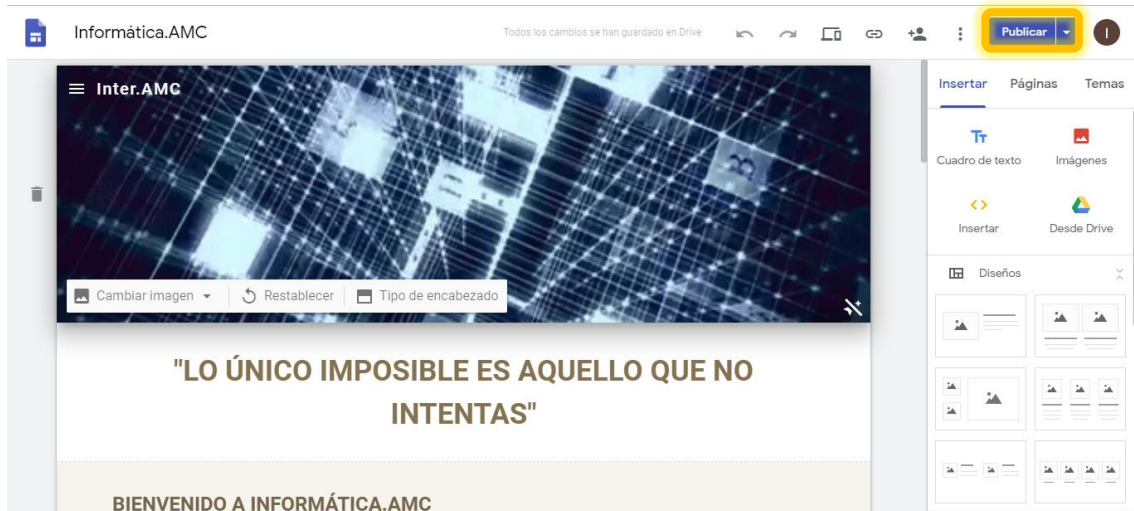 Informática.AMC
Todos los cambios se han guardado en Drive
Publicar
I
Inter.AMC
Insertar Páginas Temas
Cuadro de texto Imágenes
Insertar Desde Drive
Diseños
Cambiar imagen Restablecer Tipo de encabezado
"LO ÚNICO IMPOSIBLE ES AQUELLO QUE NO
INTENTAS"
BIENVENIDO A INFORMÁTICA.AMC